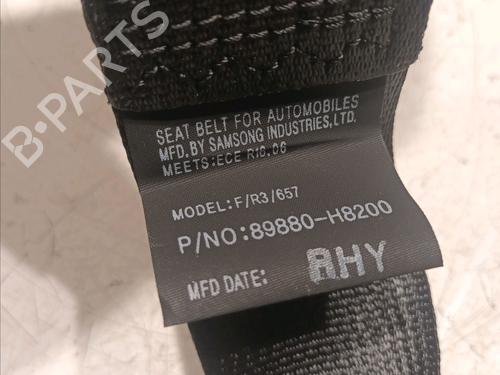 B-PARTS
SEAT BELT FOR AUTOMOBILES
MFD.BY SAMSONG INDUSTRIES,LTD.
MEETS:ECE R16.06
MODEL:F/R3/657
P/NO:89880-H8200
MFD DATE: RHY